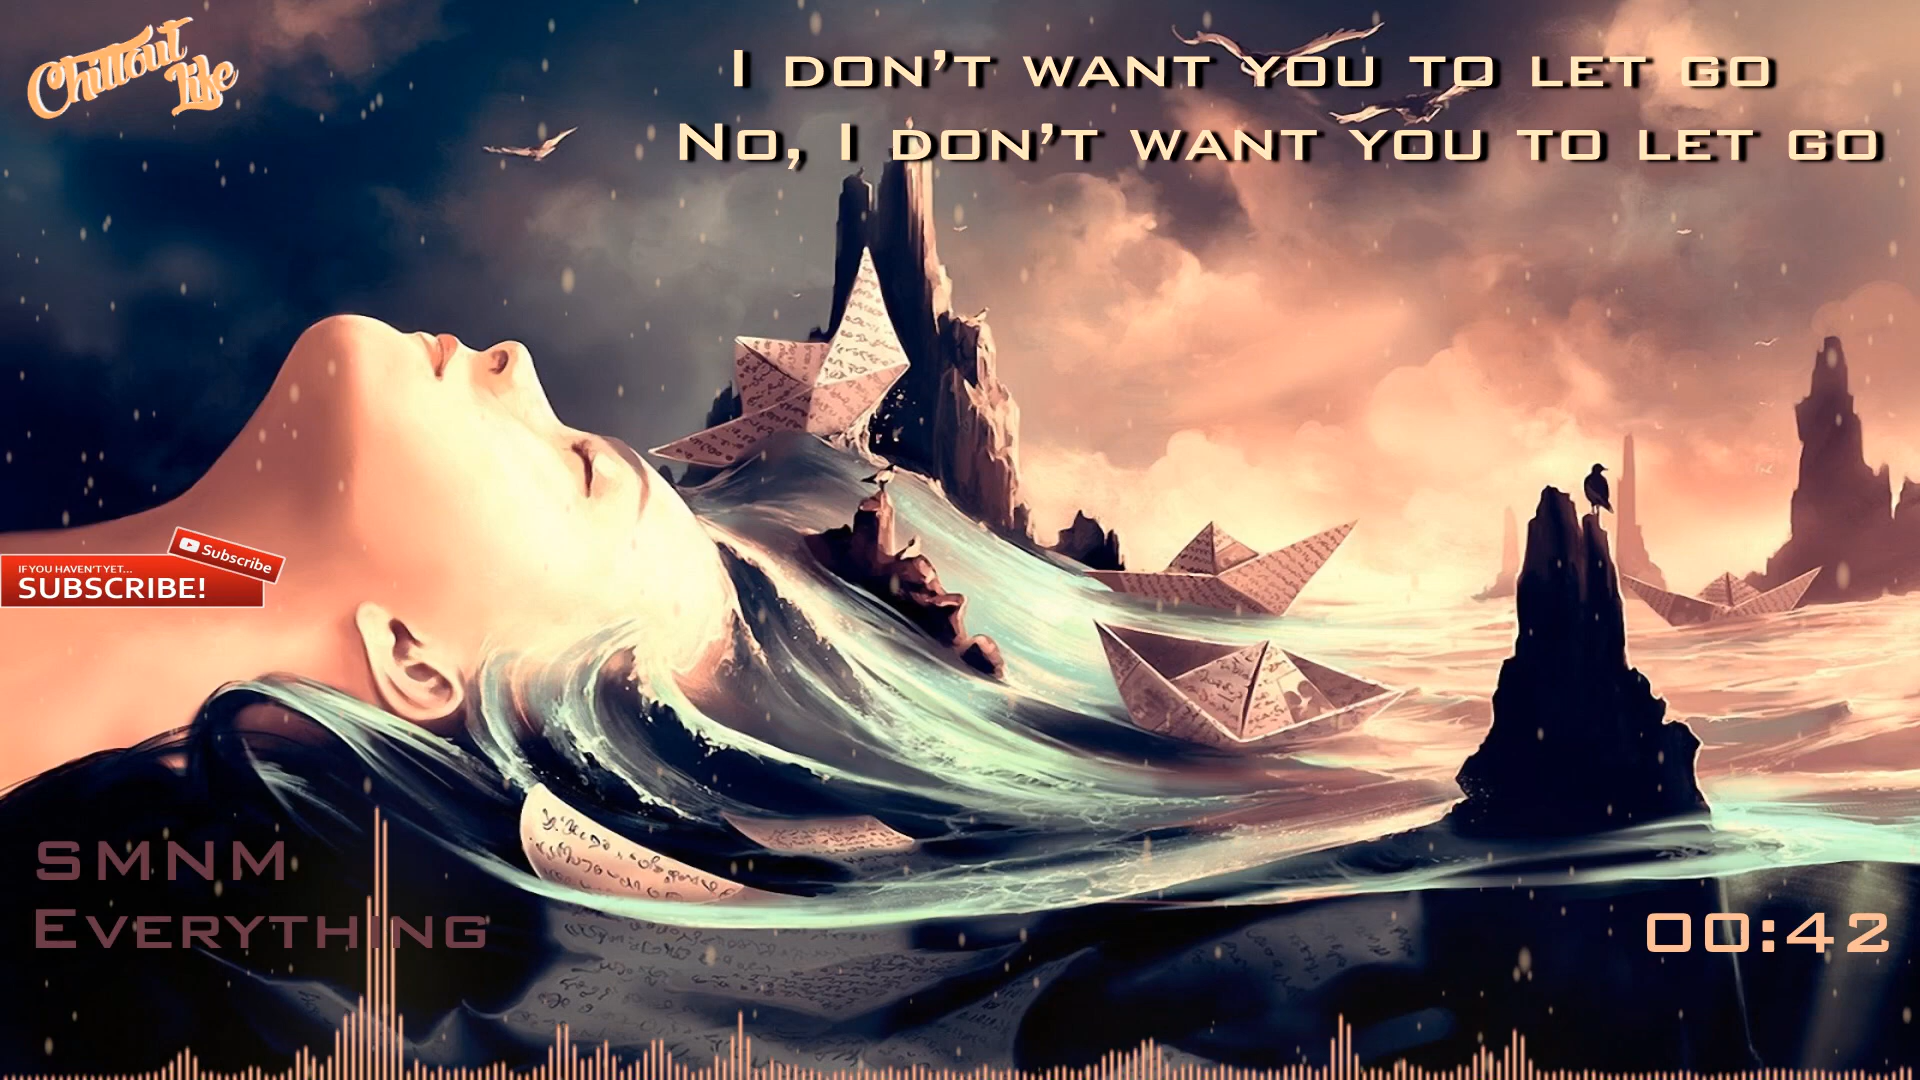 Chillout
Life
I don't want you to let go
No, I don't want you to let go
Subscribe
IF YOU HAVEN'T YET...
SUBSCRIBE!
SMNM
Everything
00:42